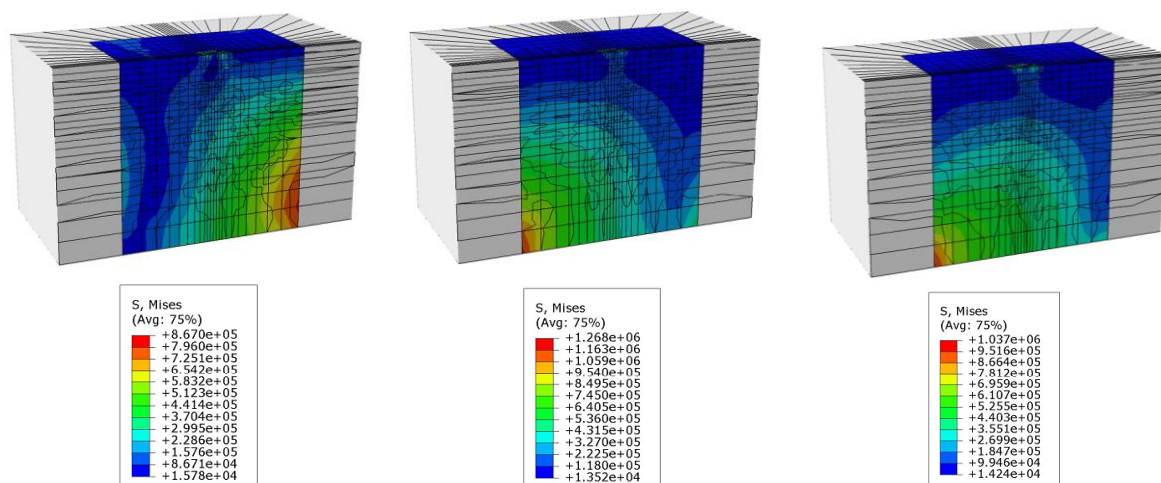 S, Mises
(Avg: 75%)
+8.670e+05
+7.960e+05
+7.251e+05
+6.542e+05
+5.832e+05
+5.123e+05
+4.414e+05
+3.704e+05
+2.995e+05
+2.286e+05
+1.576e+05
+8.671e+04
+1.578e+04
S, Mises
(Avg: 75%)
+1.268e+06
+1.163e+06
+1.059e+06
+9.540e+05
+8.495e+05
+7.450e+05
+6.405e+05
+5.360e+05
+4.315e+05
+3.270e+05
+2.225e+05
+1.180e+05
+1.352e+04
S, Mises
(Avg: 75%)
+1.037e+06
+9.516e+05
+8.664e+05
+7.812e+05
+6.959e+05
+6.107e+05
+5.255e+05
+4.403e+05
+3.551e+05
+2.699e+05
+1.847e+05
+9.946e+04
+1.424e+04